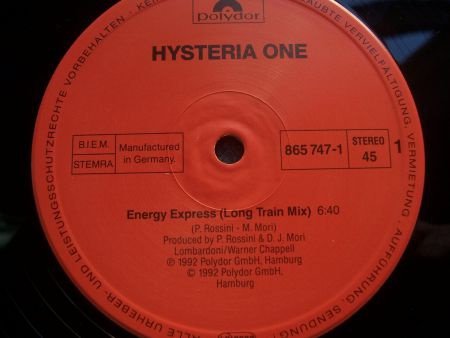 polydor
HYSTERIA ONE
B.I.E.M.
STEMRA
Manufactured
in Germany.
865 747-1
STEREO
45
1
Energy Express (Long Train Mix) 6:40
(P. Rossini - M. Mori)
Produced by P. Rossini & D. J. Mori
Lombardoni/Warner Chappell
℗ 1992 Polydor GmbH, Hamburg
© 1992 Polydor GmbH,
Hamburg
ALLE URHEBER- UND LEISTUNGSSCHUTZRECHTE VORBEHALTEN · KEIN
VERVIELFÄLTIGUNG, VERMIETUNG, AUFFÜHRUNG, SENDUNG!